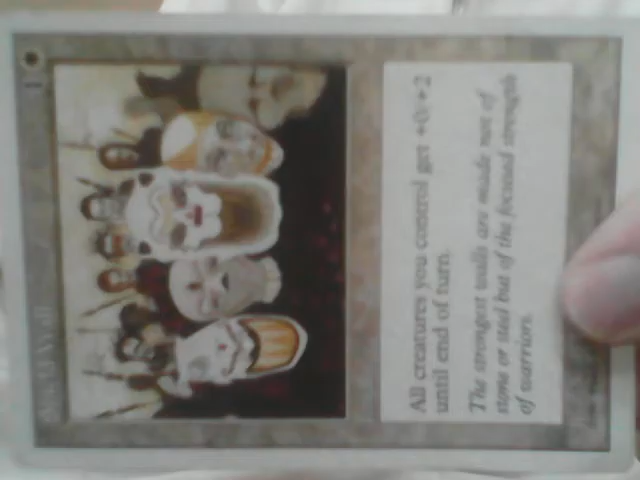 Shield Wall
1
All creatures you control get +0/+2
until end of turn.
The strongest walls are made not of
stone or steel but of the focused strength
of warriors.